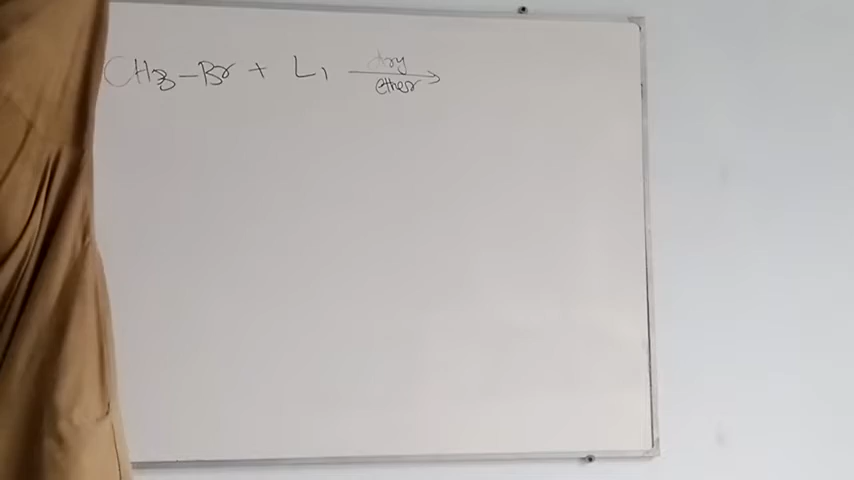 CH3-Br + Li dry ether →